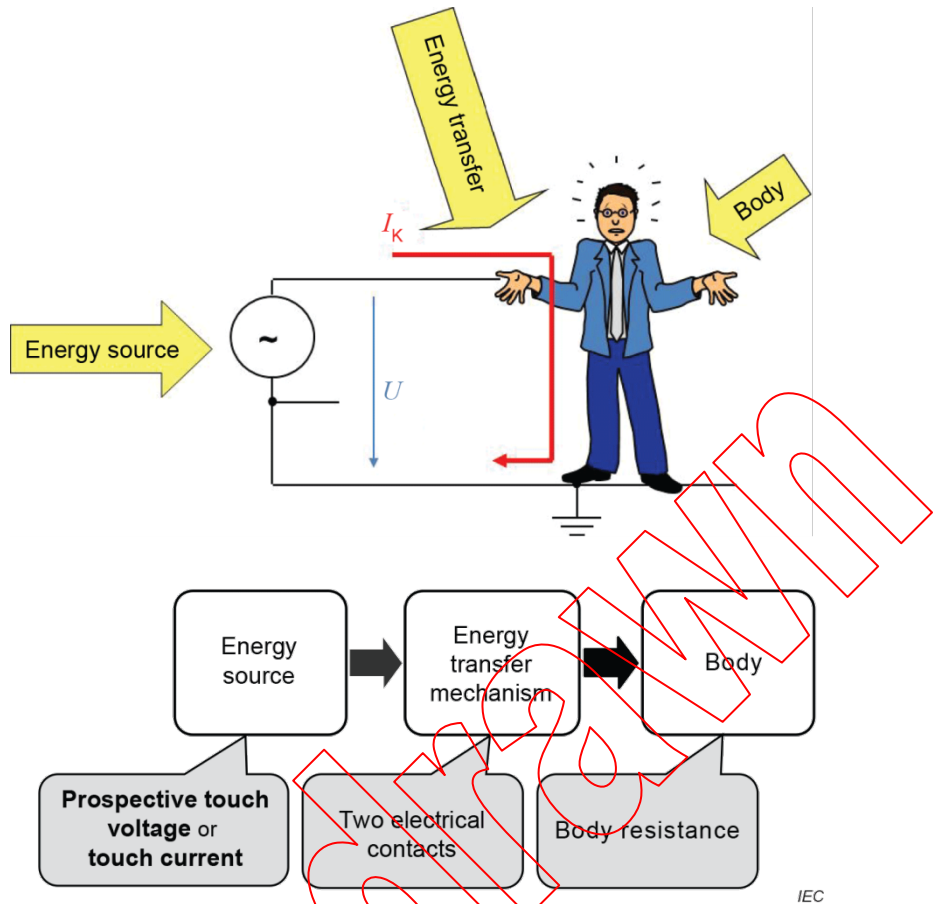 Energy
transfer
Body
I_K
Energy source
~
U
Energy
source
Energy
transfer
mechanism
Body
Prospective touch
voltage or
touch current
Two electrical
contacts
Body resistance
IEC